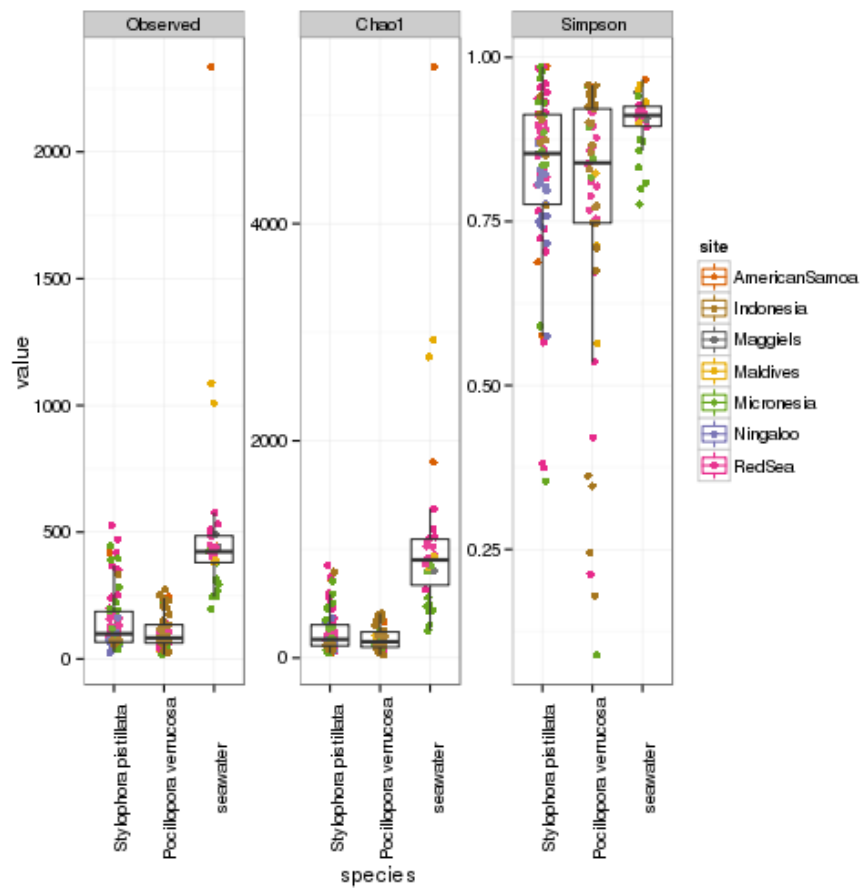 Observed
Chao1
Simpson
value
2000
1500
1000
500
0
4000
2000
0
1.00
0.75
0.50
0.25
Stylophora pistillata
Pocillopora verrucosa
seawater
Stylophora pistillata
Pocillopora verrucosa
seawater
Stylophora pistillata
Pocillopora verrucosa
seawater
species
site
AmericanSamoa
Indonesia
Maggiels
Maldives
Micronesia
Ningaloo
RedSea